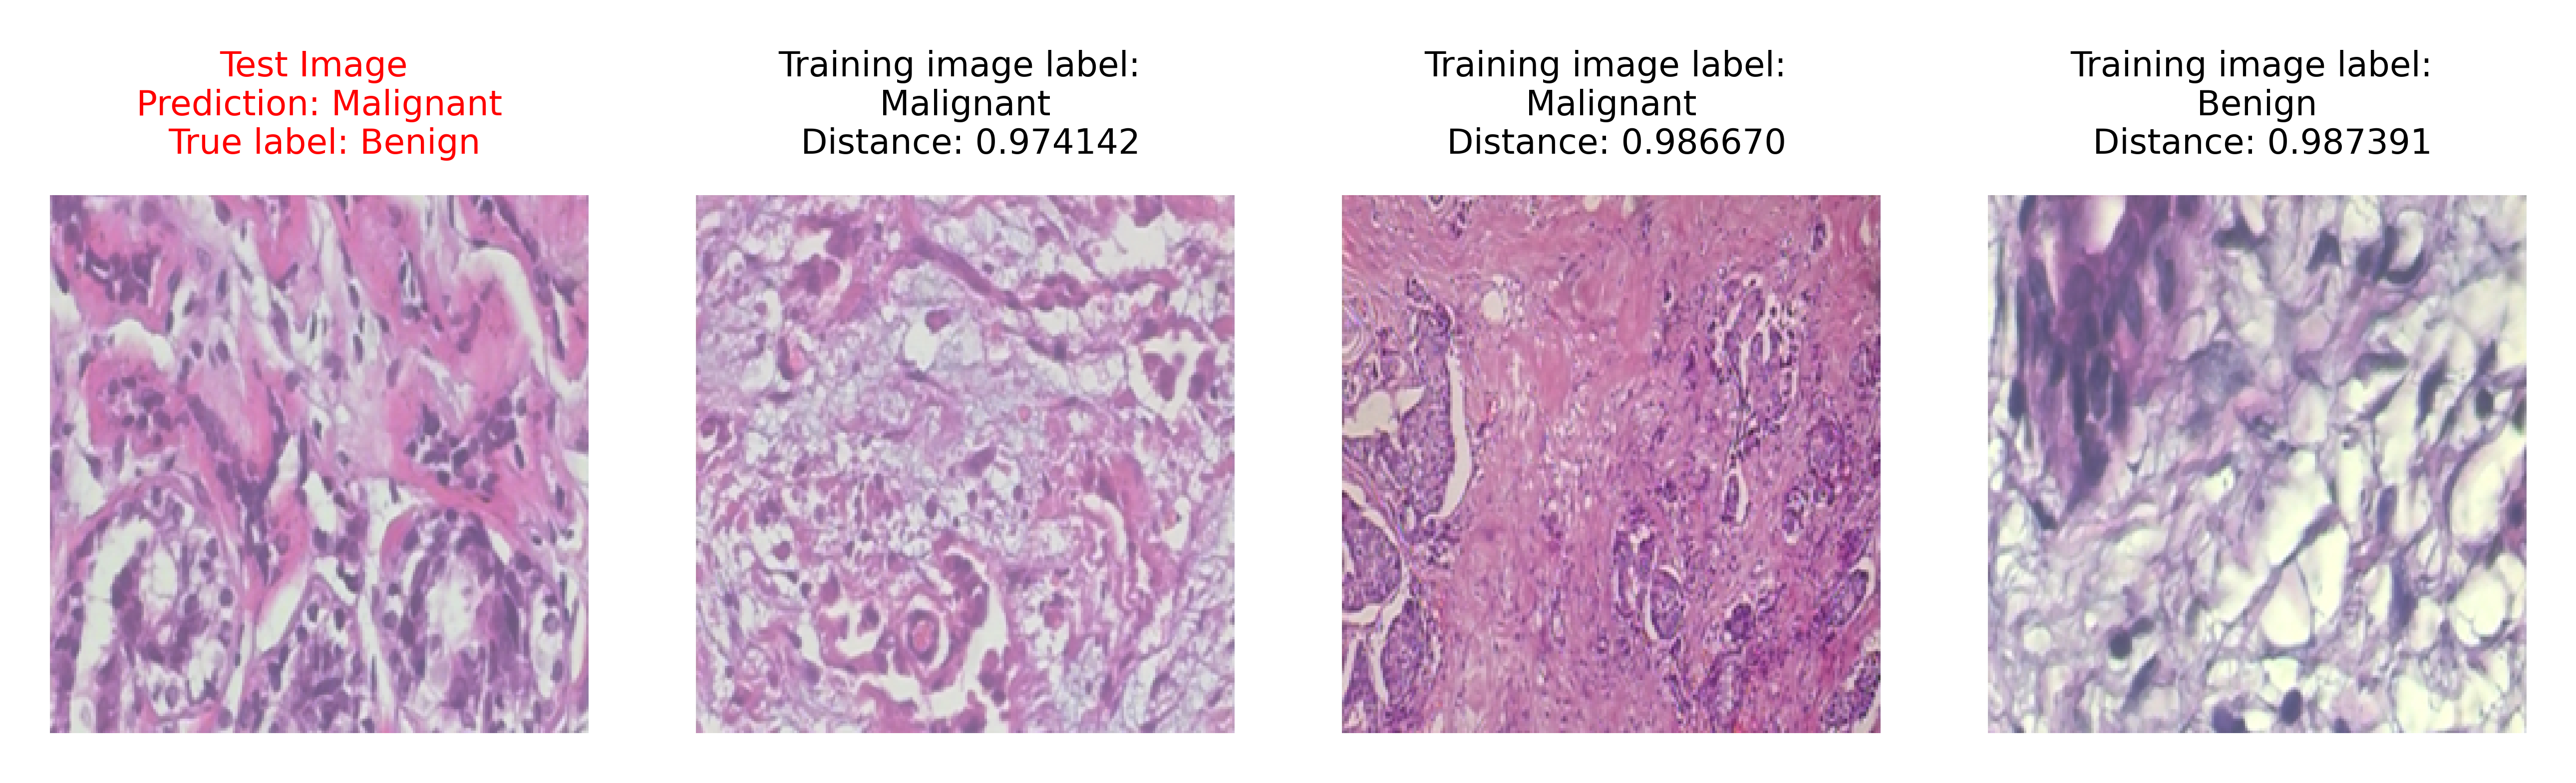 Test Image
Prediction: Malignant
True label: Benign
Training image label:
Malignant
Distance: 0.974142
Training image label:
Malignant
Distance: 0.986670
Training image label:
Benign
Distance: 0.987391